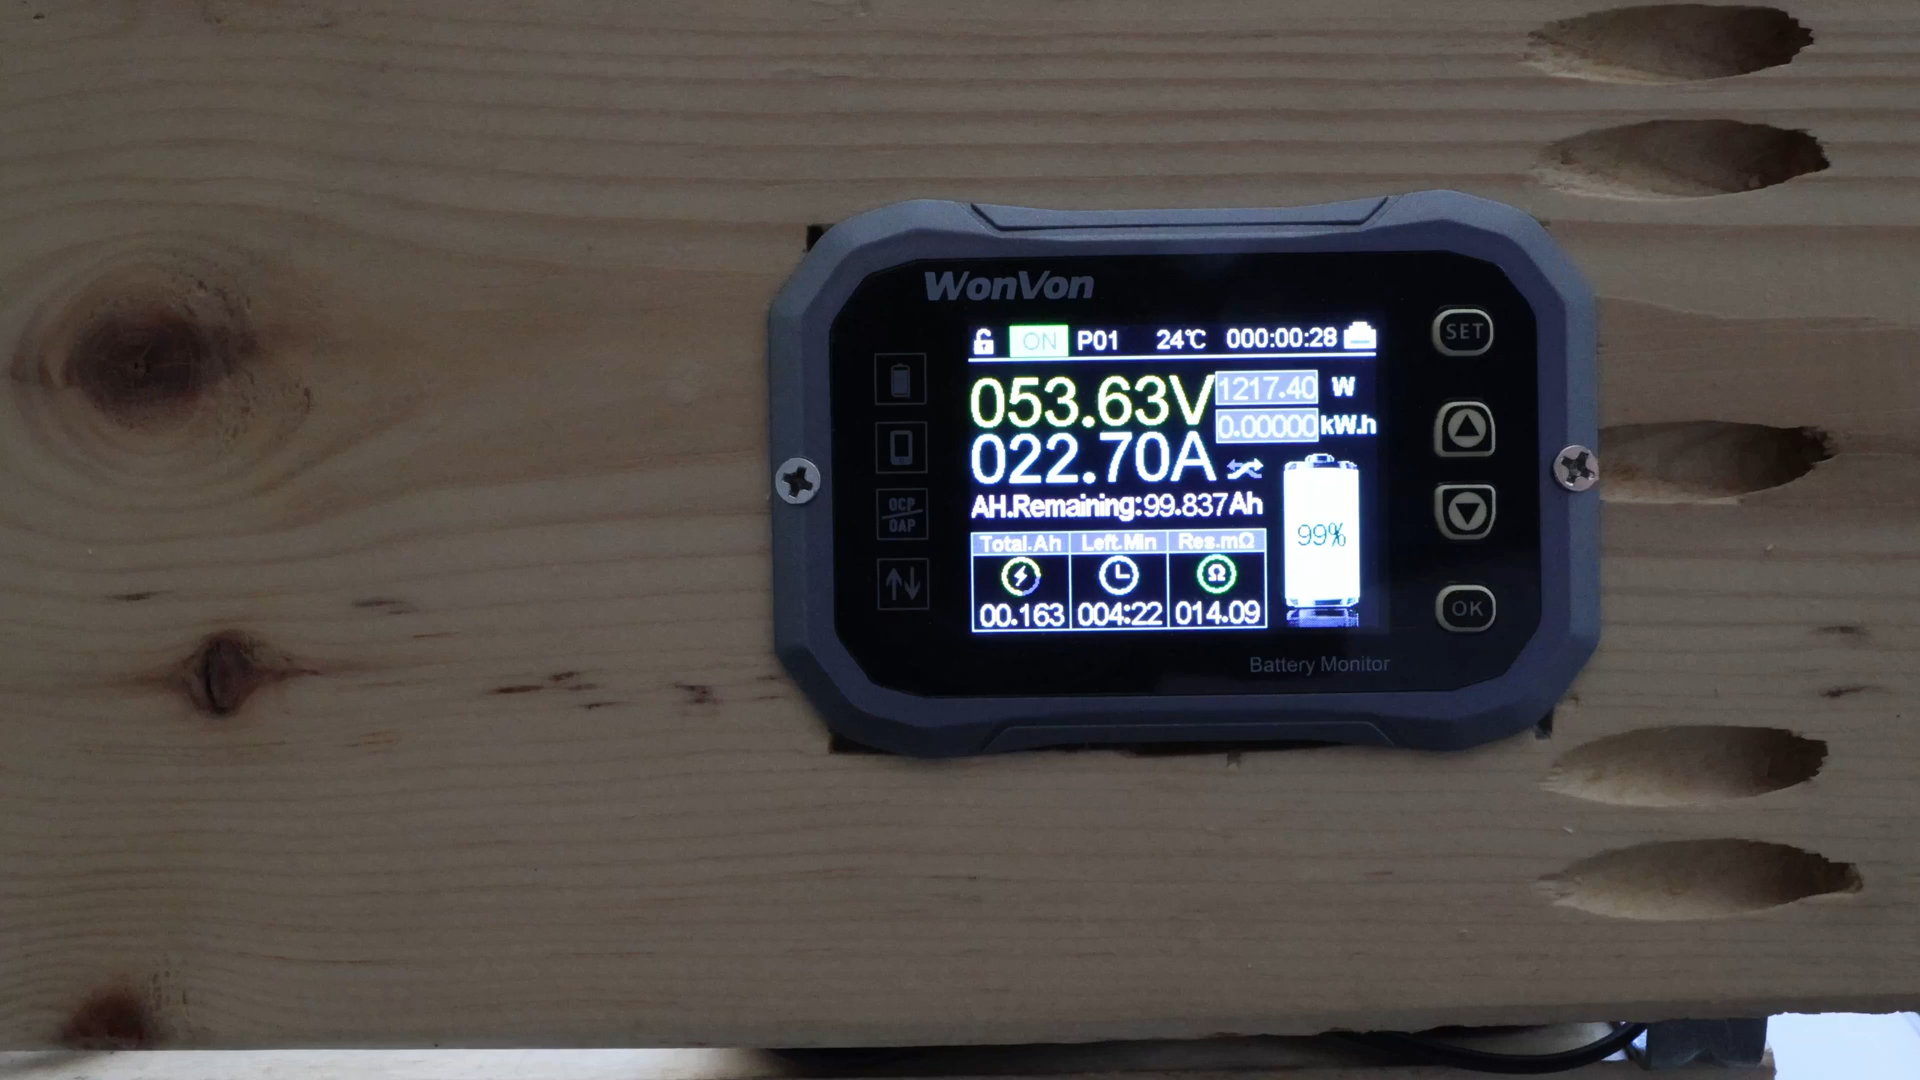 WonVon
ON P01 24℃ 000:00:28
053.63V 1217.40 W
0.00000 kW.h
022.70A
AH.Remaining:99.837Ah
99%
Total.Ah Left.Min Res.mΩ
Ω
00.163 004:22 014.09
OCP
OAP
SET
OK
Battery Monitor